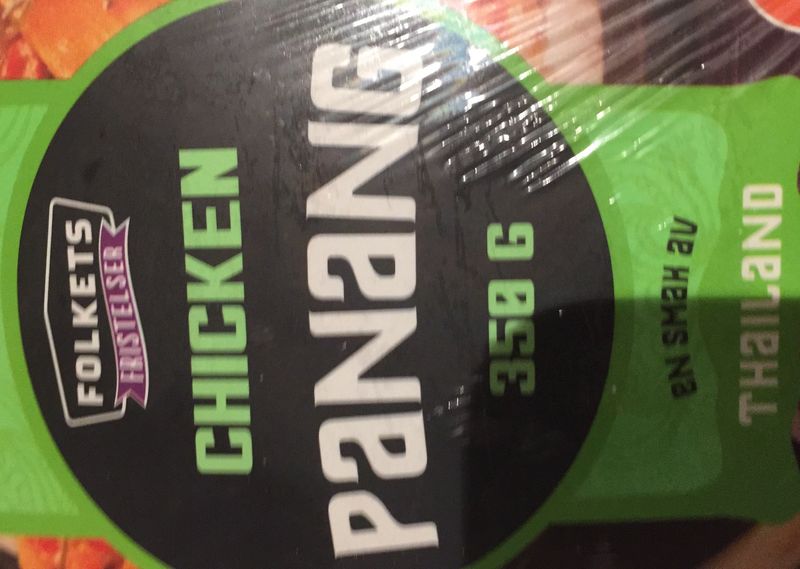 FOLKETS
FRISTELSER
CHICKEN
PaNaNG
350 G
eN SMaK aV
THaiLaND